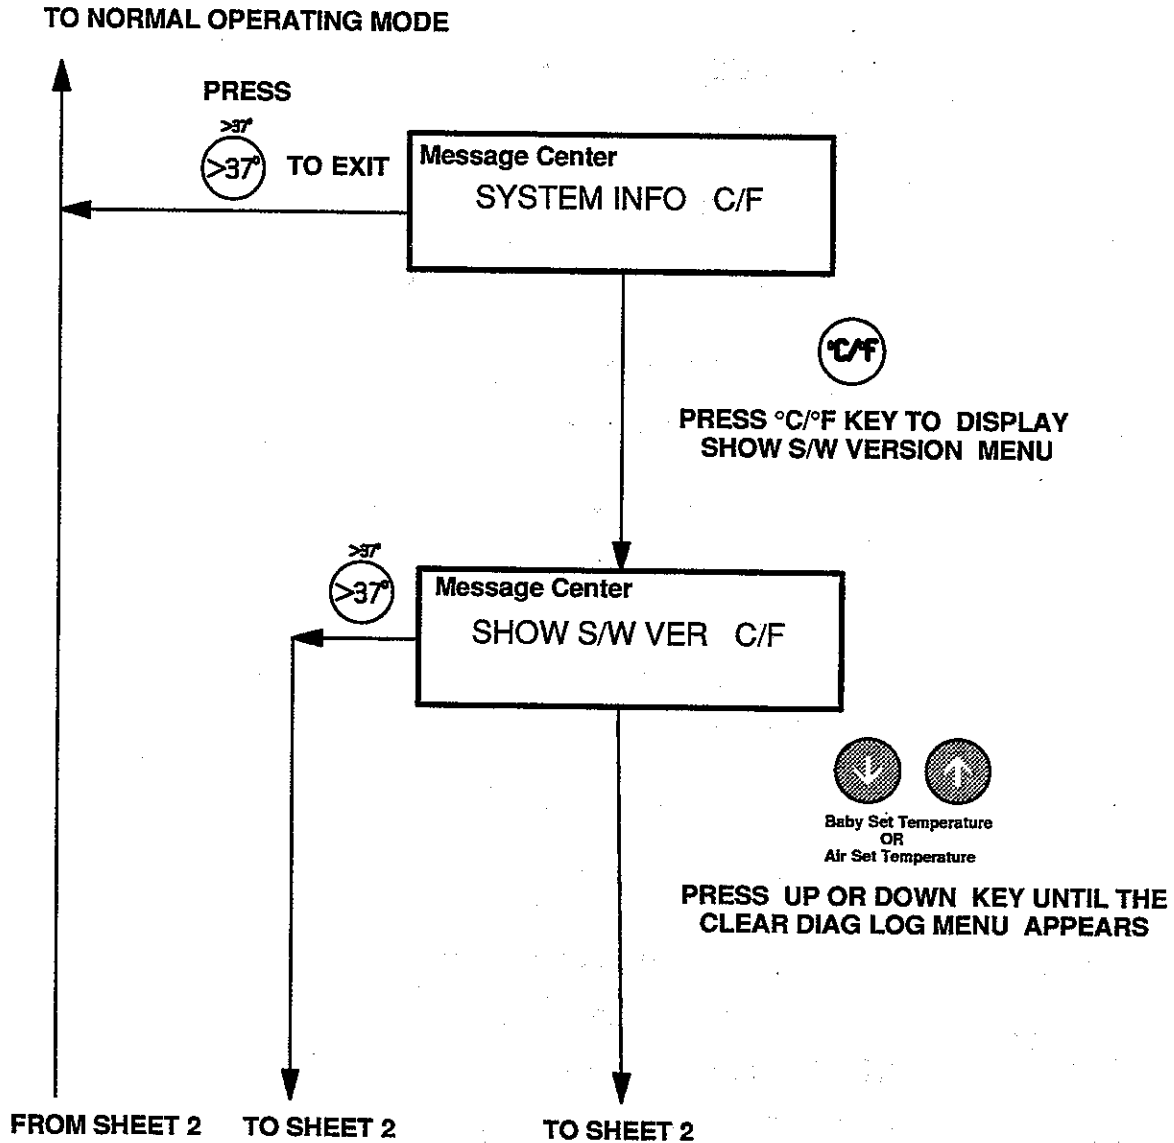 TO NORMAL OPERATING MODE
PRESS
>37°
>37°
TO EXIT
Message Center
SYSTEM INFO C/F
°C/°F
PRESS °C/°F KEY TO DISPLAY
SHOW S/W VERSION MENU
>37°
>37°
Message Center
SHOW S/W VER C/F
Baby Set Temperature
OR
Air Set Temperature
PRESS UP OR DOWN KEY UNTIL THE
CLEAR DIAG LOG MENU APPEARS
FROM SHEET 2
TO SHEET 2
TO SHEET 2